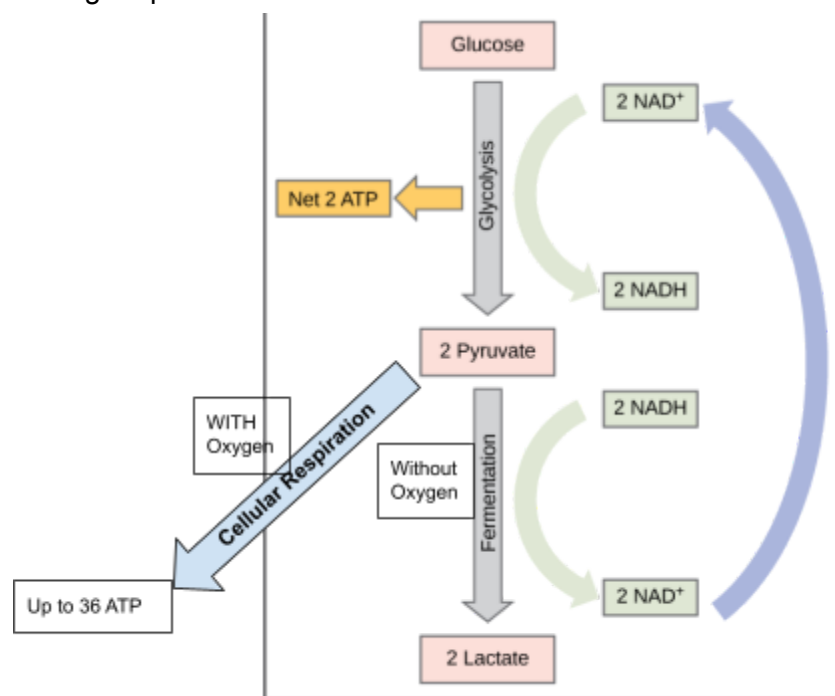 Glucose
2 NAD⁺
Glycolysis
Net 2 ATP
2 NADH
2 Pyruvate
WITH
Oxygen
Cellular Respiration
2 NADH
Without
Oxygen
Fermentation
Up to 36 ATP
2 NAD⁺
2 Lactate